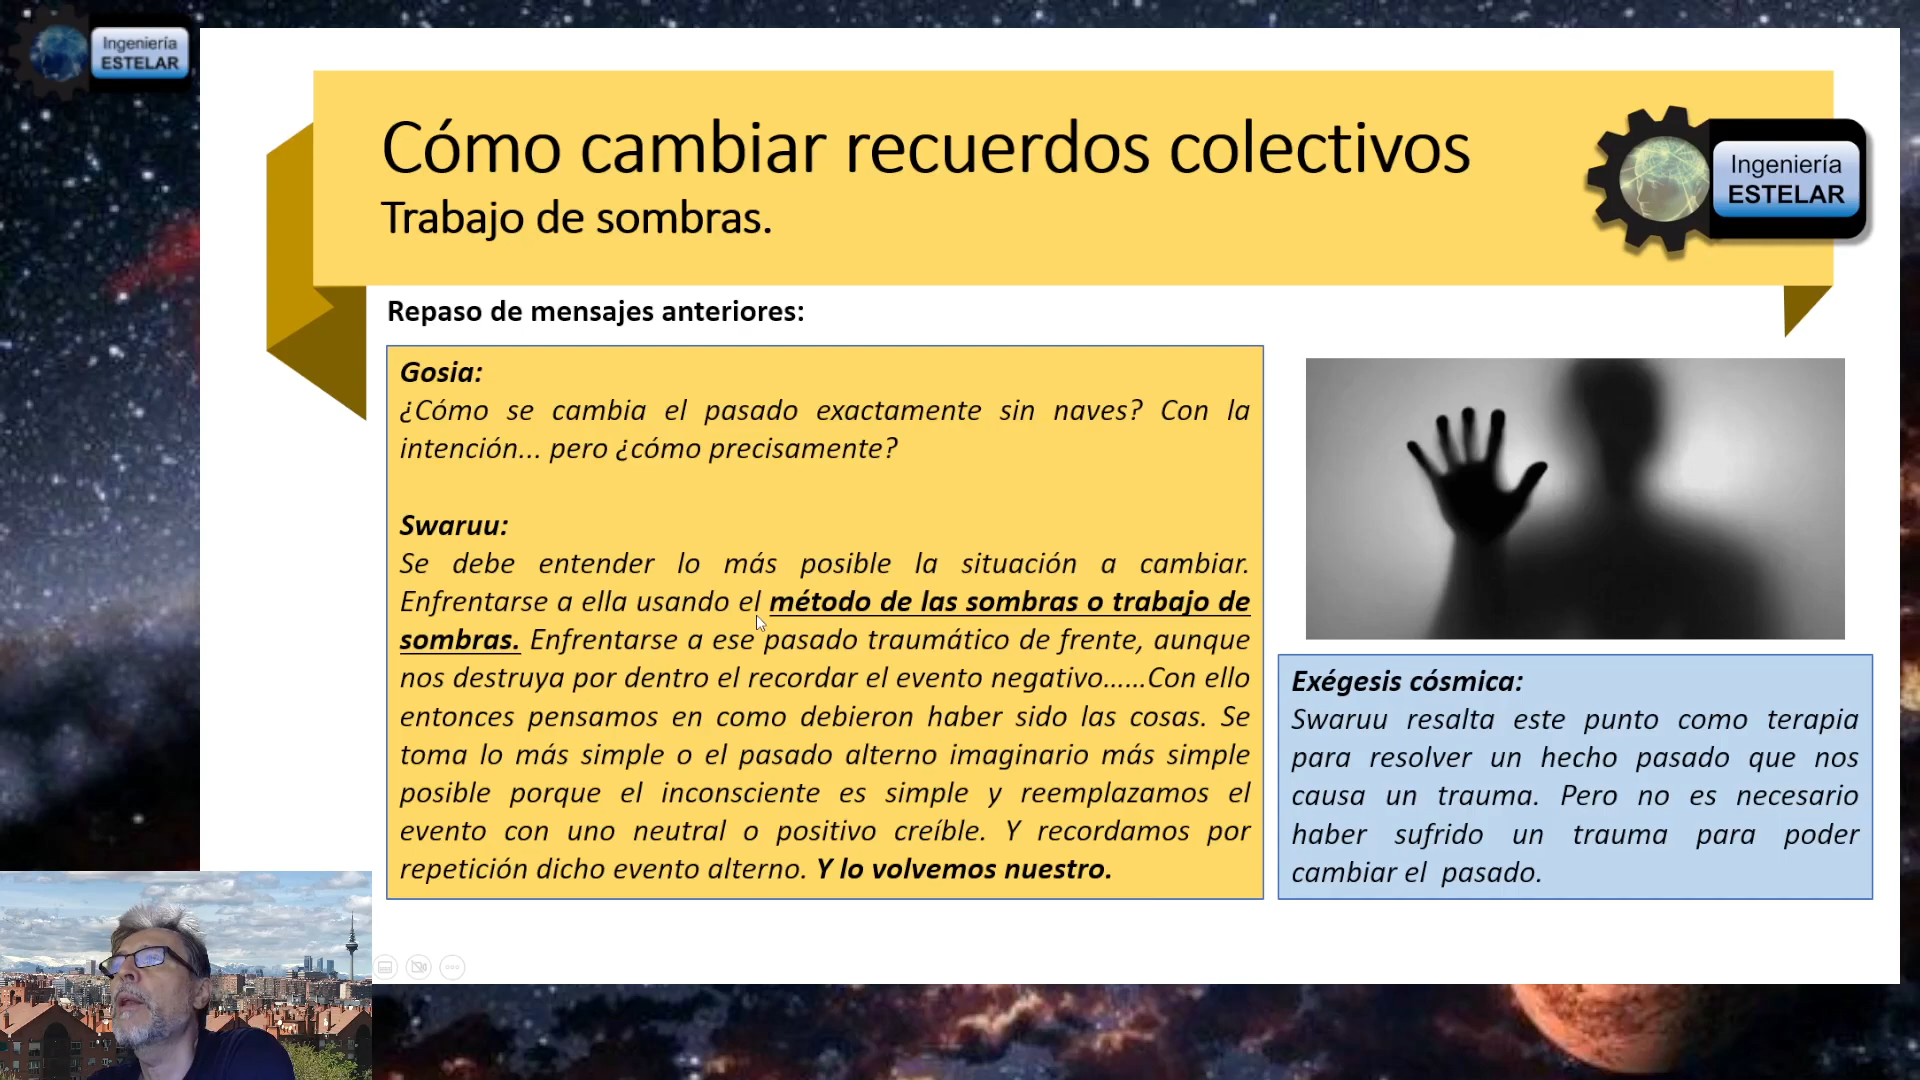 Ingeniería
ESTELAR
Cómo cambiar recuerdos colectivos
Trabajo de sombras.
Ingeniería
ESTELAR
Repaso de mensajes anteriores:
Gosia:
¿Cómo se cambia el pasado exactamente sin naves? Con la
intención... pero ¿cómo precisamente?
Swaruu:
Se debe entender lo más posible la situación a cambiar.
Enfrentarse a ella usando el método de las sombras o trabajo de
sombras. Enfrentarse a ese pasado traumático de frente, aunque
nos destruya por dentro el recordar el evento negativo......Con ello
entonces pensamos en como debieron haber sido las cosas. Se
toma lo más simple o el pasado alterno imaginario más simple
posible porque el inconsciente es simple y reemplazamos el
evento con uno neutral o positivo creíble. Y recordamos por
repetición dicho evento alterno. Y lo volvemos nuestro.
Exégesis cósmica:
Swaruu resalta este punto como terapia
para resolver un hecho pasado que nos
causa un trauma. Pero no es necesario
haber sufrido un trauma para poder
cambiar el pasado.